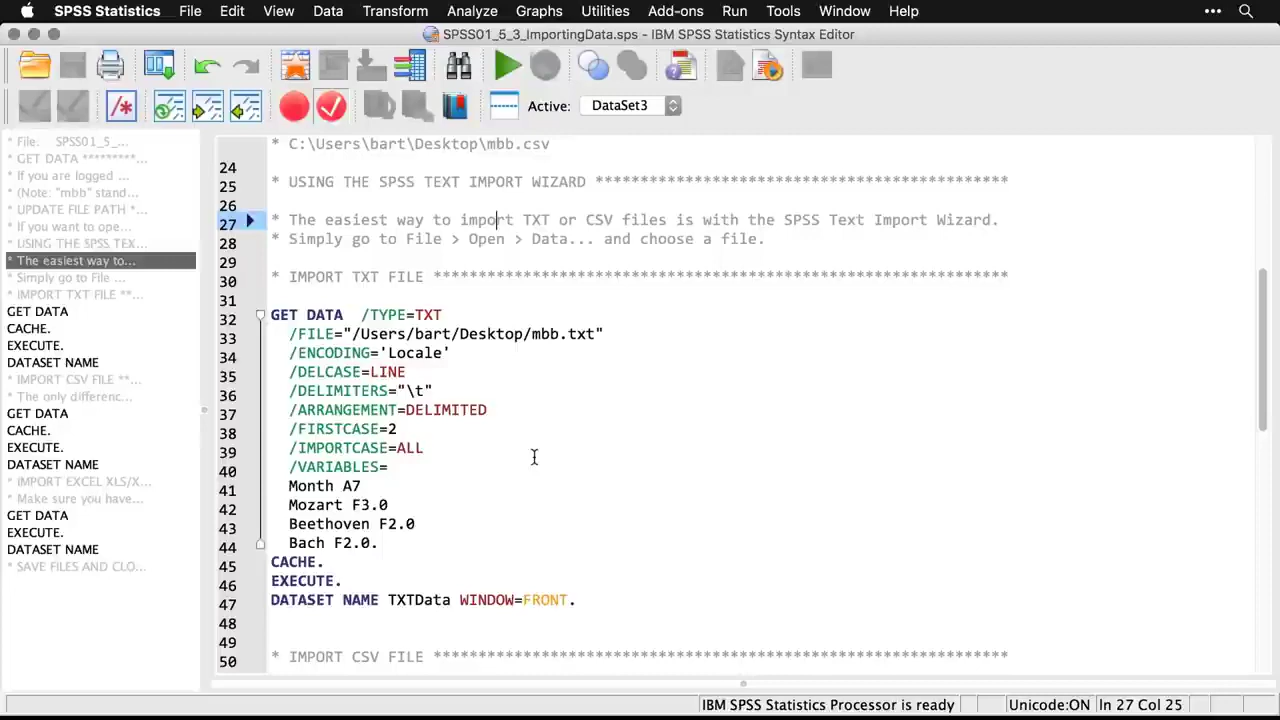 SPSS Statistics File Edit View Data Transform Analyze Graphs Utilities Add-ons Run Tools Window Help
SPSS01_5_3_ImportingData.sps - IBM SPSS Statistics Syntax Editor
Active: DataSet3
* File: SPSS01_5_...
* GET DATA *********...
* If you are logged ...
* (Note: "mbb" stand...
* UPDATE FILE PATH *...
* If you want to ope...
* USING THE SPSS TEX...
* The easiest way to...
* Simply go to File ...
* IMPORT TXT FILE **...
GET DATA
CACHE.
EXECUTE.
DATASET NAME
* IMPORT CSV FILE **...
* The only differenc...
GET DATA
CACHE.
EXECUTE.
DATASET NAME
* IMPORT EXCEL XLS/X...
* Make sure you have...
GET DATA
EXECUTE.
DATASET NAME
* SAVE FILES AND CLO...
* C:\Users\bart\Desktop\mbb.csv
24
25 * USING THE SPSS TEXT IMPORT WIZARD **********************************************
26
27 * The easiest way to import TXT or CSV files is with the SPSS Text Import Wizard.
28 * Simply go to File > Open > Data... and choose a file.
29
30 * IMPORT TXT FILE ****************************************************************
31
32 GET DATA /TYPE=TXT
33 /FILE="/Users/bart/Desktop/mbb.txt"
34 /ENCODING='Locale'
35 /DELCASE=LINE
36 /DELIMITERS="\t"
37 /ARRANGEMENT=DELIMITED
38 /FIRSTCASE=2
39 /IMPORTCASE=ALL
40 /VARIABLES=
41 Month A7
42 Mozart F3.0
43 Beethoven F2.0
44 Bach F2.0.
45 CACHE.
46 EXECUTE.
47 DATASET NAME TXTData WINDOW=FRONT.
48
49
50 * IMPORT CSV FILE ****************************************************************
IBM SPSS Statistics Processor is ready Unicode:ON In 27 Col 25